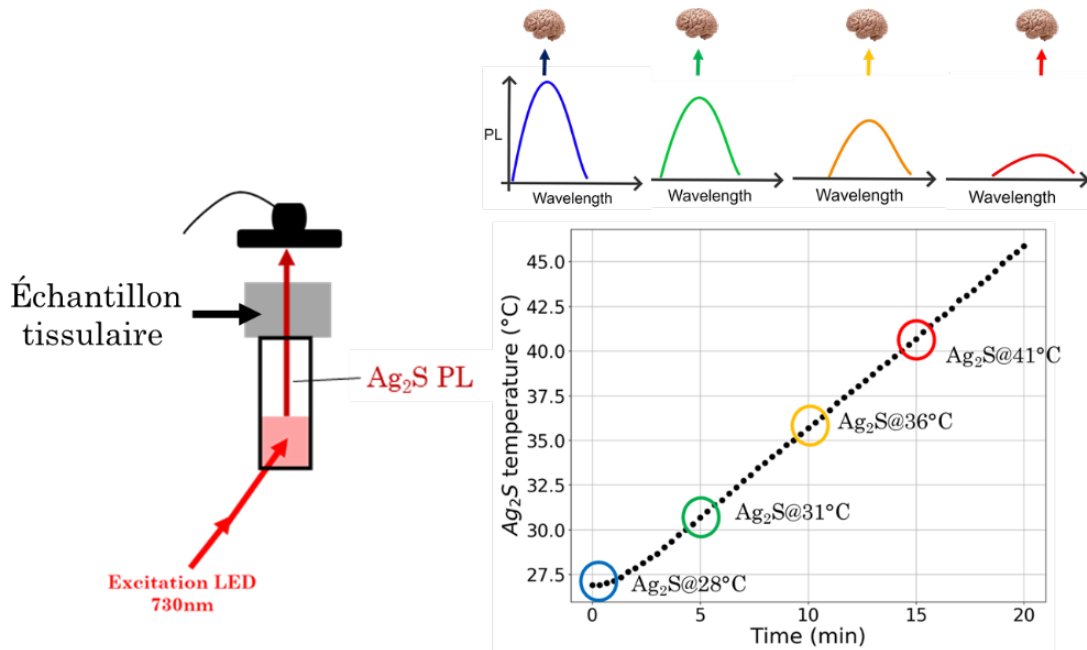 Échantillon
tissulaire
Ag₂S PL
Excitation LED
730nm
PL
Wavelength
Wavelength
Wavelength
Wavelength
Ag₂S temperature (°C)
45.0
42.5
40.0
37.5
35.0
32.5
30.0
27.5
Ag₂S@41°C
Ag₂S@36°C
Ag₂S@31°C
Ag₂S@28°C
0
5
10
15
20
Time (min)